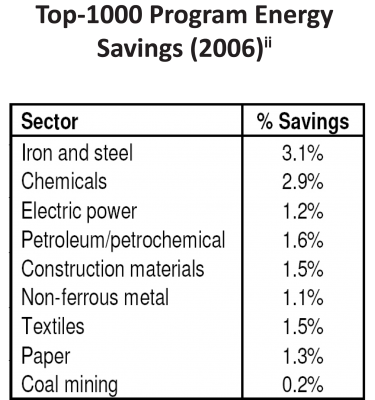 Top-1000 Program Energy
Savings (2006)ii
Sector % Savings
Iron and steel 3.1%
Chemicals 2.9%
Electric power 1.2%
Petroleum/petrochemical 1.6%
Construction materials 1.5%
Non-ferrous metal 1.1%
Textiles 1.5%
Paper 1.3%
Coal mining 0.2%